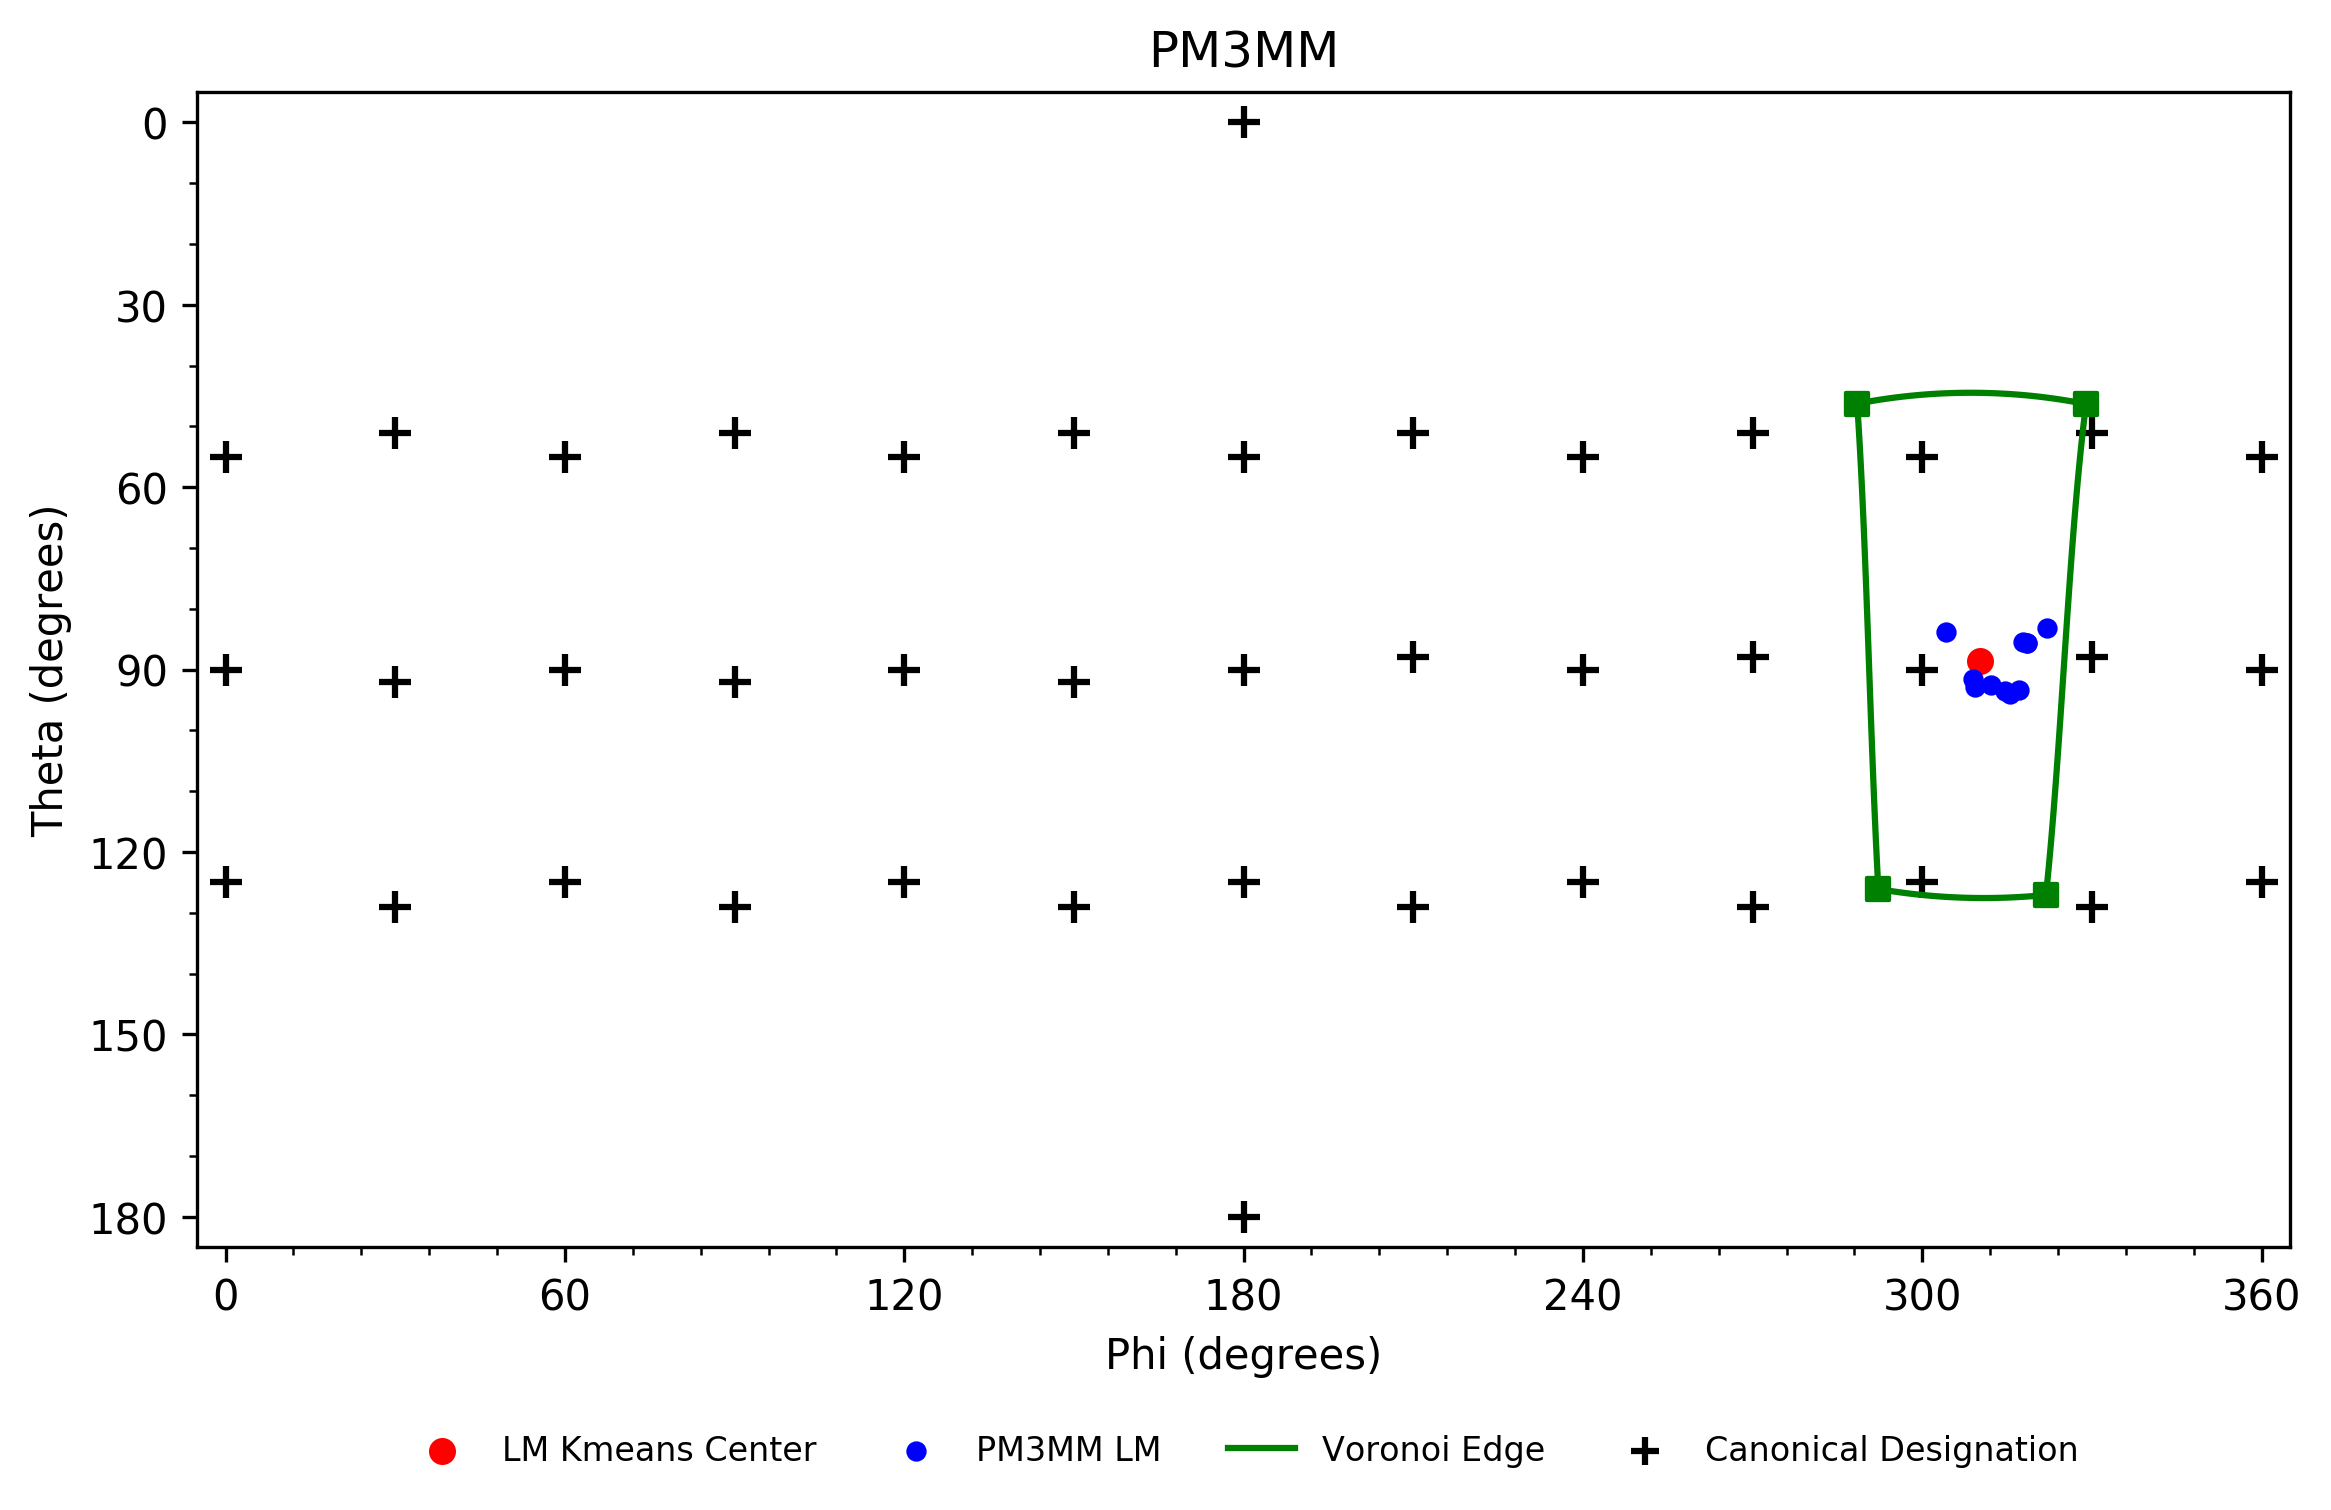 PM3MM
0
30
60
90
120
150
180
Theta (degrees)
0 60 120 180 240 300 360
Phi (degrees)
LM Kmeans Center PM3MM LM Voronoi Edge Canonical Designation